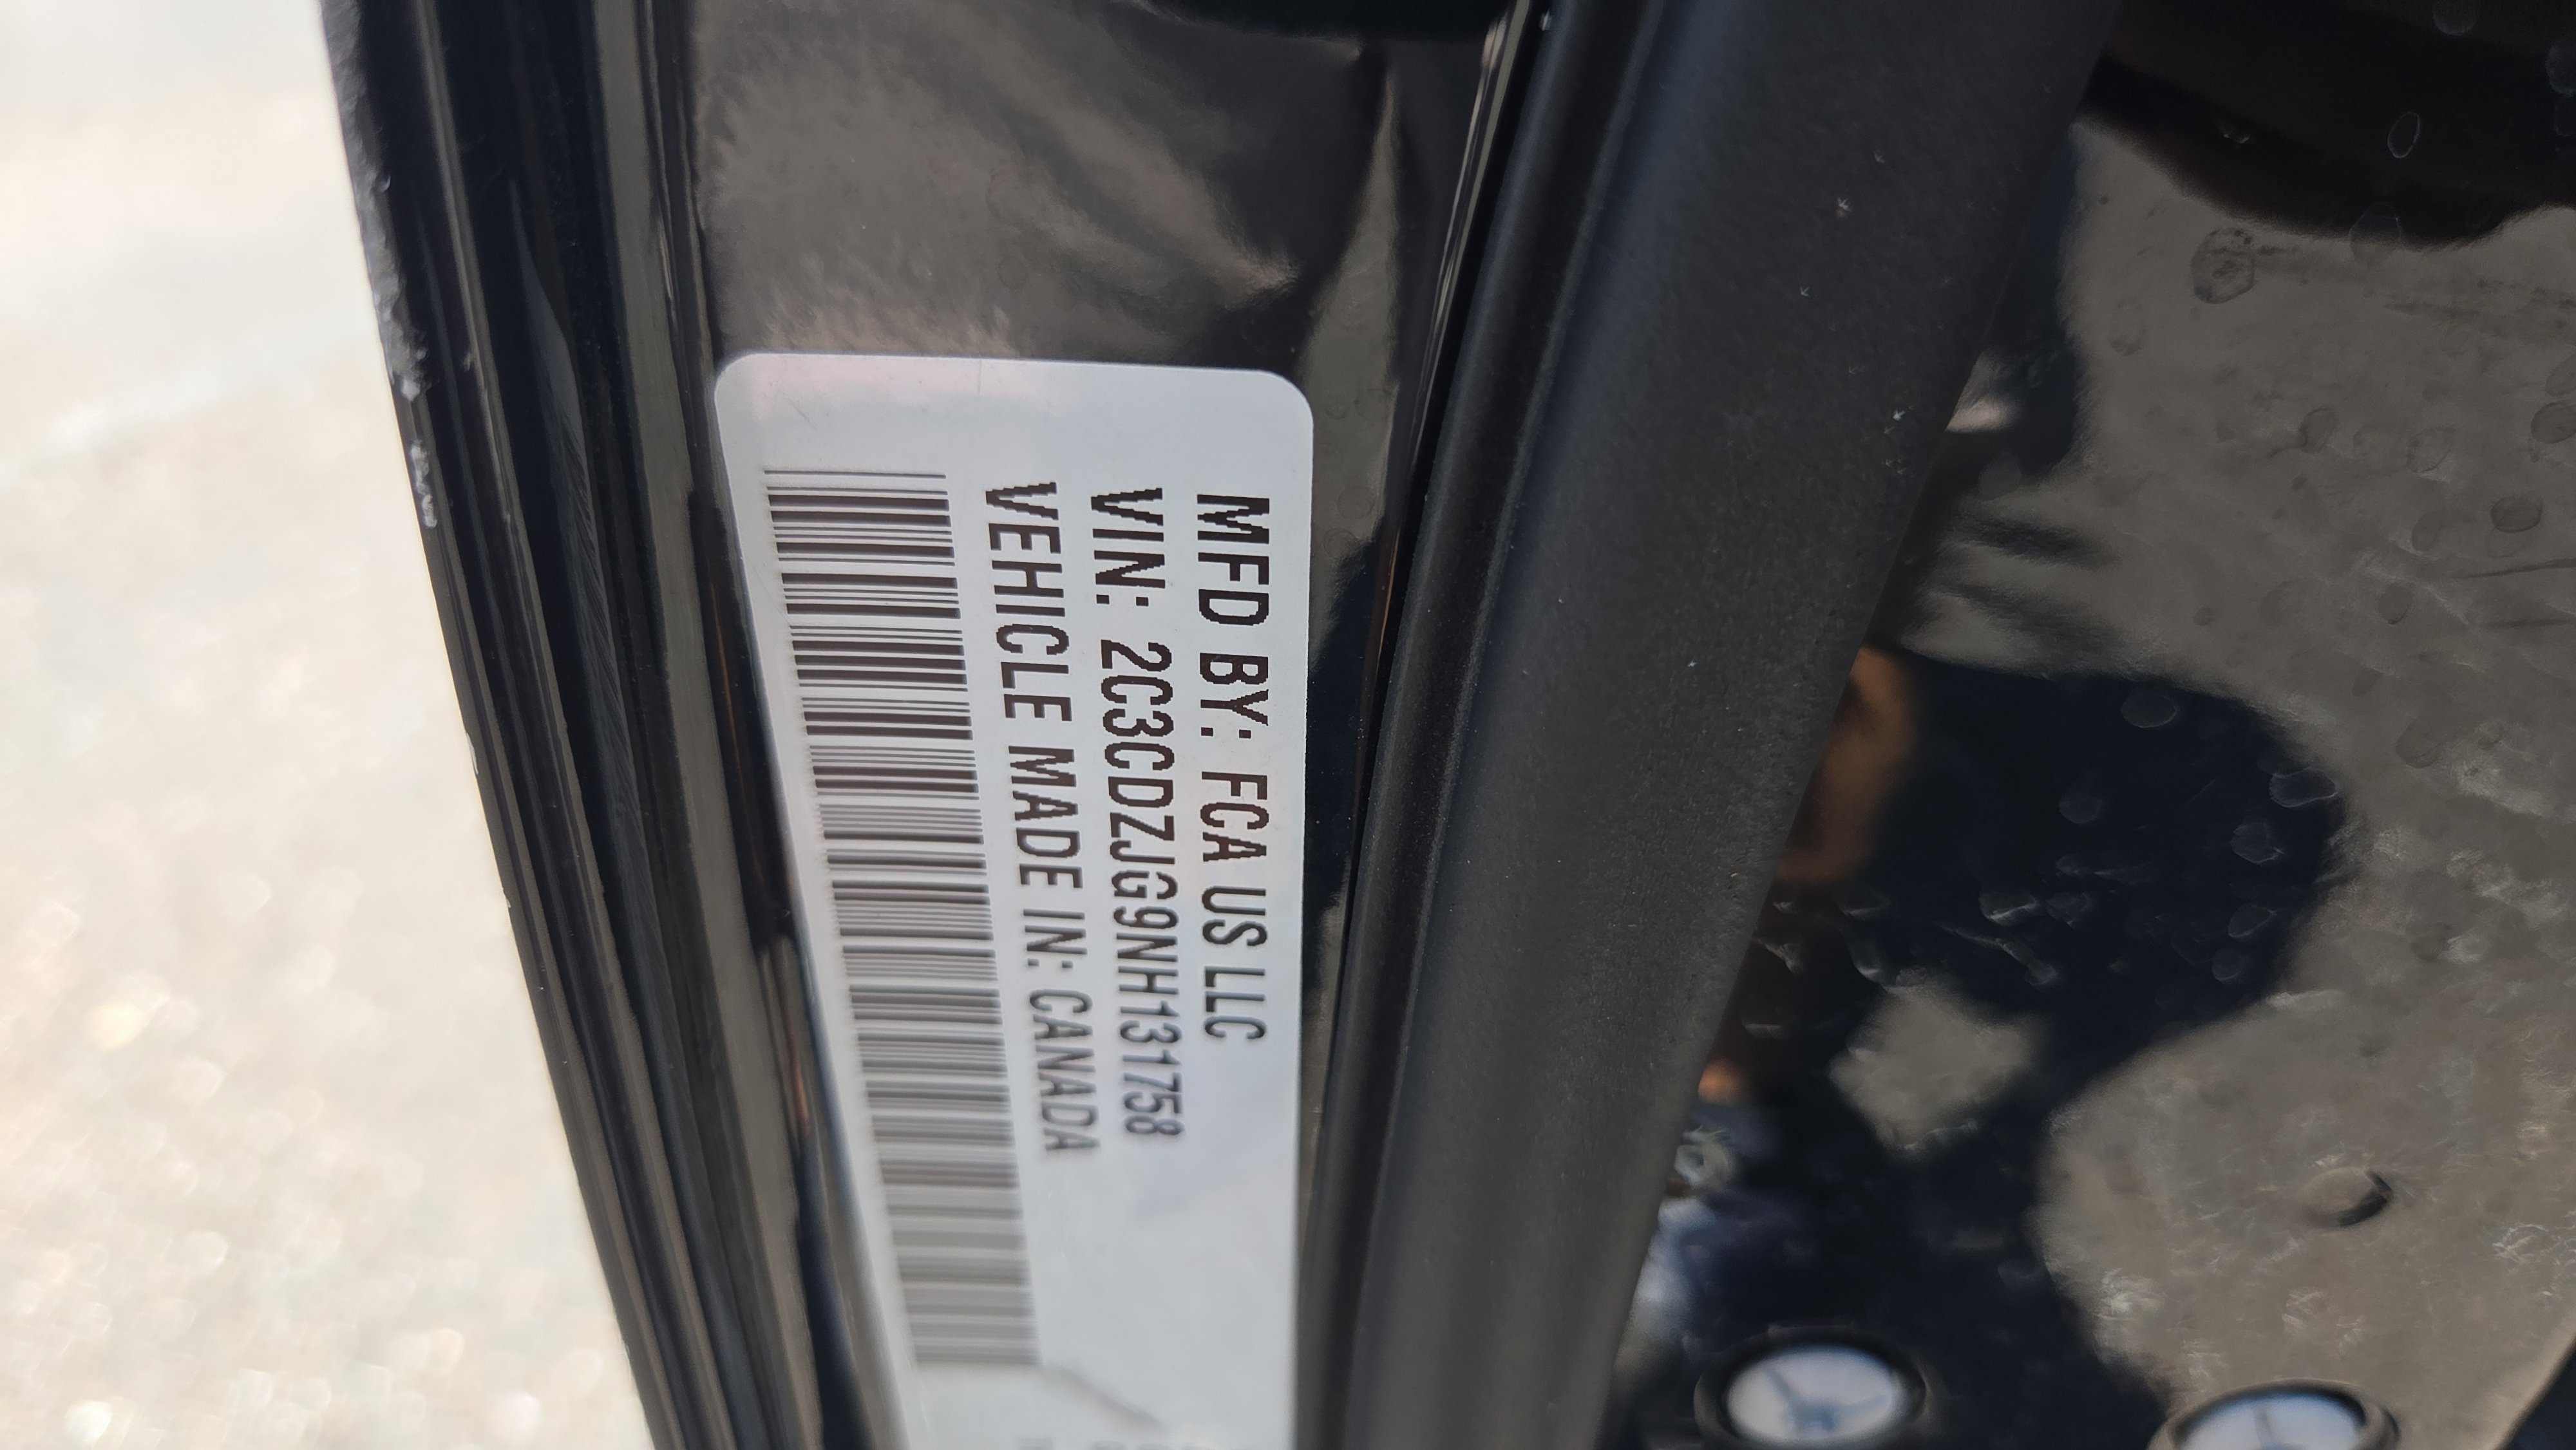 MFD BY: FCA US LLC
VIN: 2C3CDZJG9NH131758
VEHICLE MADE IN: CANADA